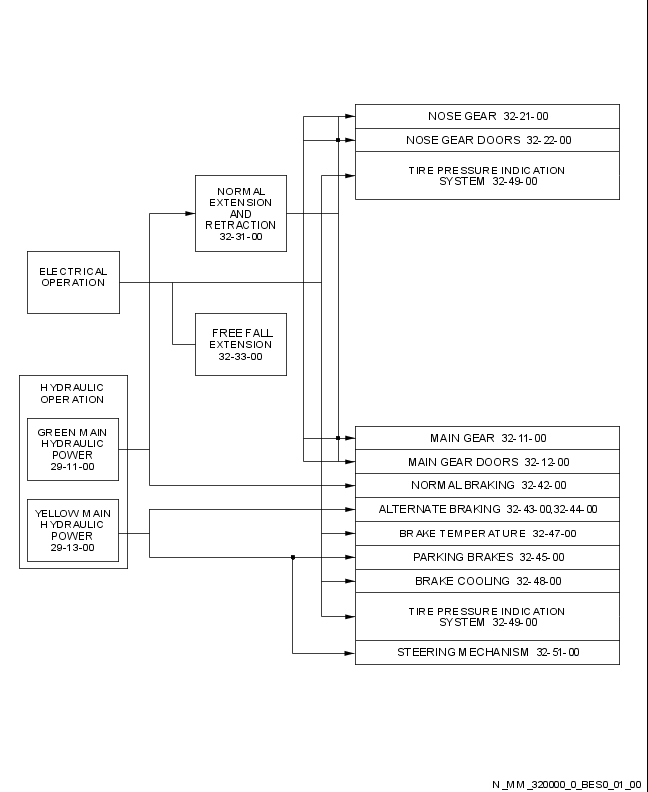 NOSE GEAR 32-21-00
NOSE GEAR DOORS 32-22-00
TIRE PRESSURE INDICATION
SYSTEM 32-49-00
NORMAL
EXTENSION
AND
RETRACTION
32-31-00
ELECTRICAL
OPERATION
FREE FALL
EXTENSION
32-33-00
HYDRAULIC
OPERATION
GREEN MAIN
HYDRAULIC
POWER
29-11-00
YELLOW MAIN
HYDRAULIC
POWER
29-13-00
MAIN GEAR 32-11-00
MAIN GEAR DOORS 32-12-00
NORMAL BRAKING 32-42-00
ALTERNATE BRAKING 32-43-00,32-44-00
BRAKE TEMPERATURE 32-47-00
PARKING BRAKES 32-45-00
BRAKE COOLING 32-48-00
TIRE PRESSURE INDICATION
SYSTEM 32-49-00
STEERING MECHANISM 32-51-00
N_MM_320000_0_BES0_01_00